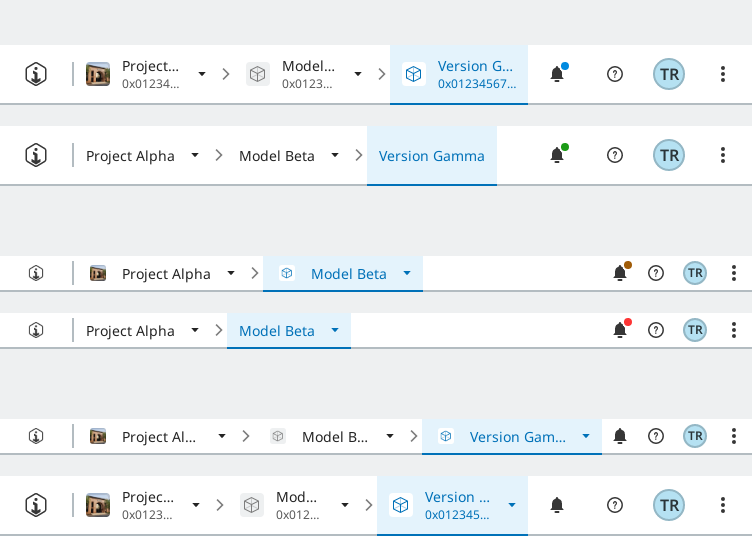 Project... Model... Version G... TR
0x01234... 0x0123... 0x01234567...
Project Alpha Model Beta Version Gamma TR
Project Alpha Model Beta TR
Project Alpha Model Beta TR
Project Al... Model B... Version Gam... TR
Projec... Mod... Version ... TR
0x0123... 0x012... 0x012345...